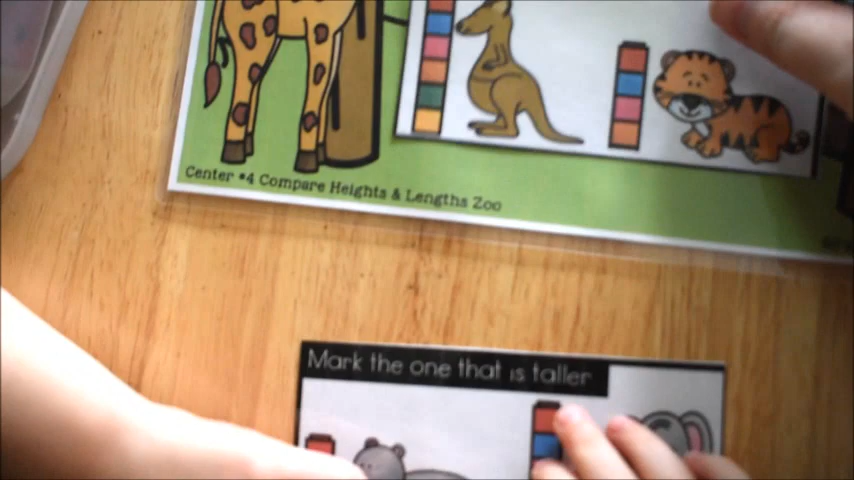 Center #4 Compare Heights & Lengths Zoo
Mark the one that is taller